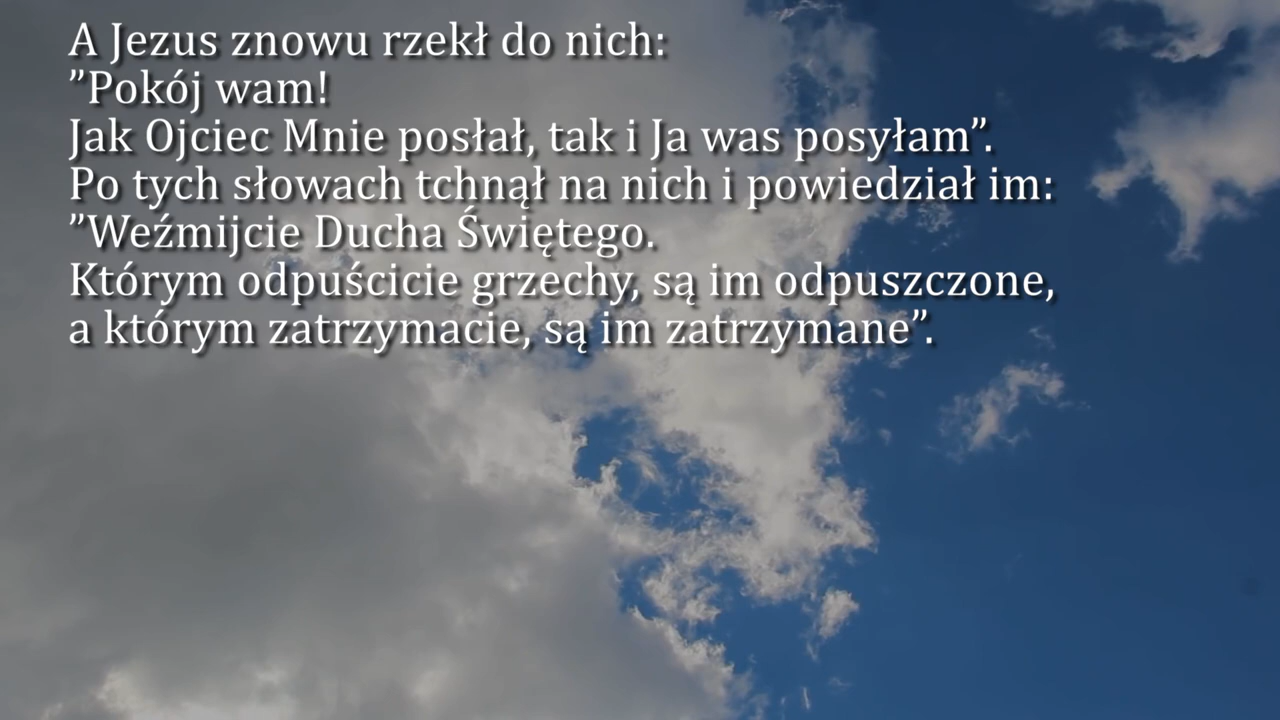 A Jezus znowu rzekł do nich:
”Pokój wam!
Jak Ojciec Mnie posłał, tak i Ja was posyłam”.
Po tych słowach tchnął na nich i powiedział im:
”Weźmijcie Ducha Świętego.
Którym odpuścicie grzechy, są im odpuszczone,
a którym zatrzymacie, są im zatrzymane”.